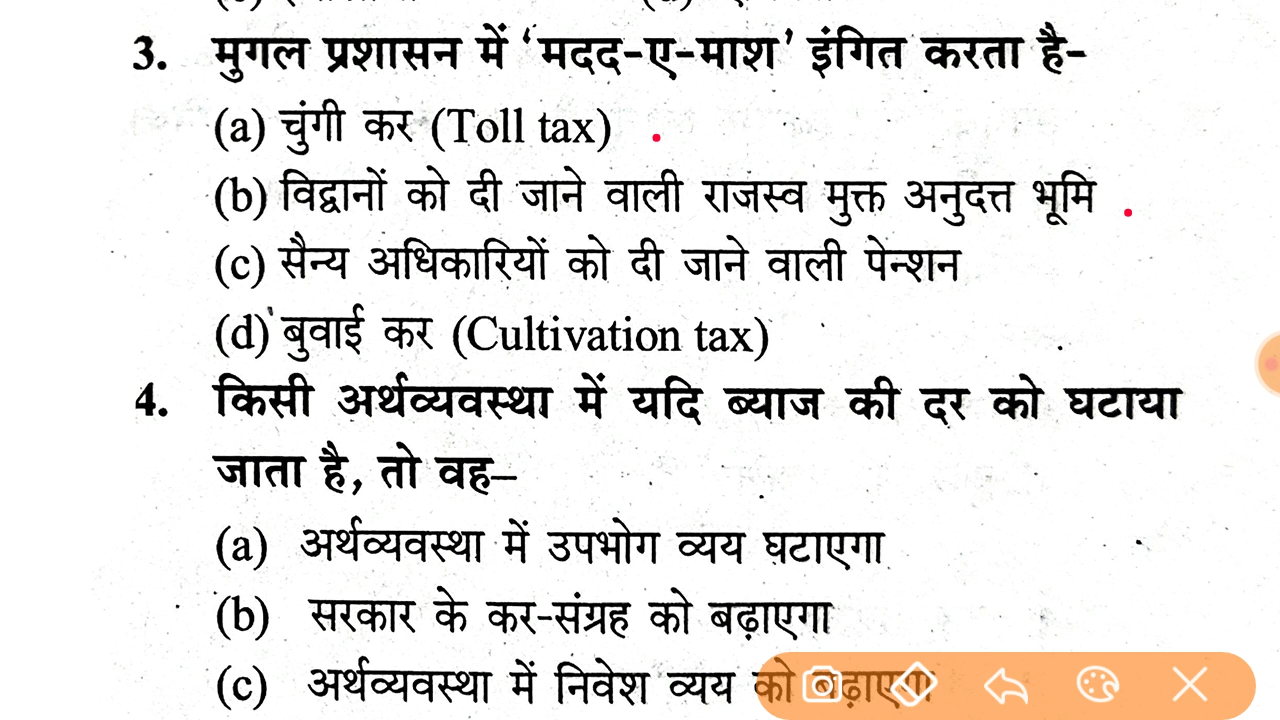 3. मुगल प्रशासन में 'मदद-ए-माश' इंगित करता है-
(a) चुंगी कर (Toll tax)
(b) विद्वानों को दी जाने वाली राजस्व मुक्त अनुदत्त भूमि
(c) सैन्य अधिकारियों को दी जाने वाली पेन्शन
(d) बुवाई कर (Cultivation tax)
4. किसी अर्थव्यवस्था में यदि ब्याज की दर को घटाया
जाता है, तो वह–
(a) अर्थव्यवस्था में उपभोग व्यय घटाएगा
(b) सरकार के कर-संग्रह को बढ़ाएगा
(c) अर्थव्यवस्था में निवेश व्यय को बढ़ाएगा